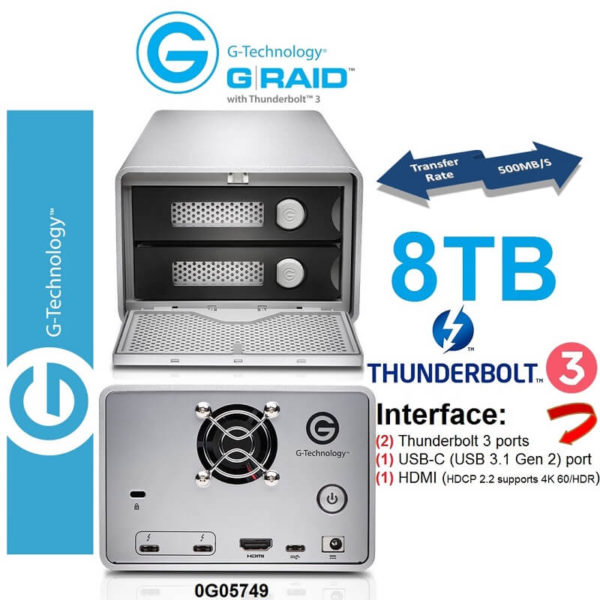 G-Technology®
G|RAID™
with Thunderbolt™ 3
G-Technology™
Transfer
Rate
500MB/S
8TB
THUNDERBOLT™ 3
Interface:
(2) Thunderbolt 3 ports
(1) USB-C (USB 3.1 Gen 2) port
(1) HDMI (HDCP 2.2 supports 4K 60/HDR)
G-Technology™
HDMI
0G05749